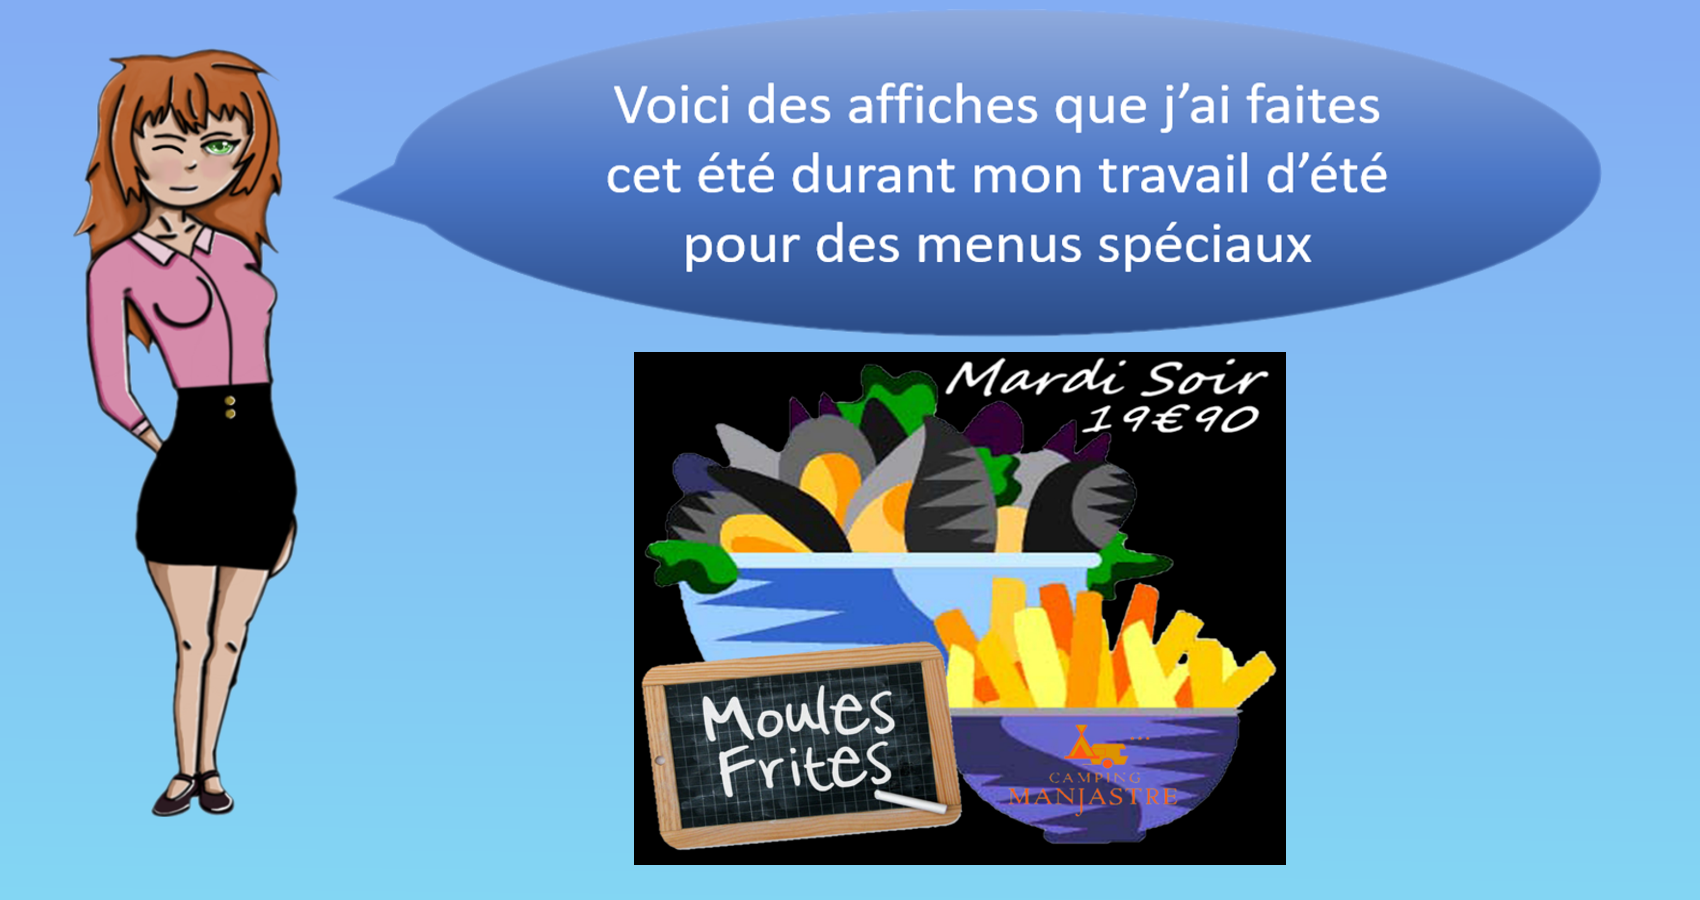 Voici des affiches que j’ai faites
cet été durant mon travail d’été
pour des menus spéciaux
Mardi Soir
19€90
Moules
Frites
CAMPING
MANJASTRE